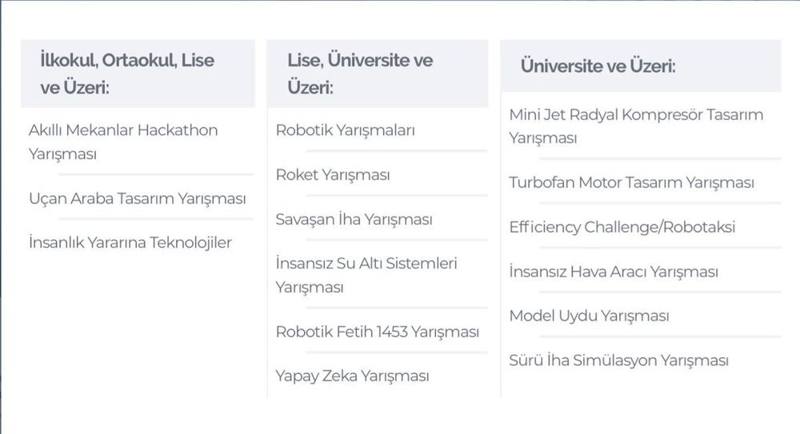 İlkokul, Ortaokul, Lise
ve Üzeri:
Akıllı Mekanlar Hackathon
Yarışması
Uçan Araba Tasarım Yarışması
İnsanlık Yararına Teknolojiler
Lise, Üniversite ve
Üzeri:
Robotik Yarışmaları
Roket Yarışması
Savaşan İha Yarışması
İnsansız Su Altı Sistemleri
Yarışması
Robotik Fetih 1453 Yarışması
Yapay Zeka Yarışması
Üniversite ve Üzeri:
Mini Jet Radyal Kompresör Tasarım
Yarışması
Turbofan Motor Tasarım Yarışması
Efficiency Challenge/Robotaksi
İnsansız Hava Aracı Yarışması
Model Uydu Yarışması
Sürü İha Simülasyon Yarışması